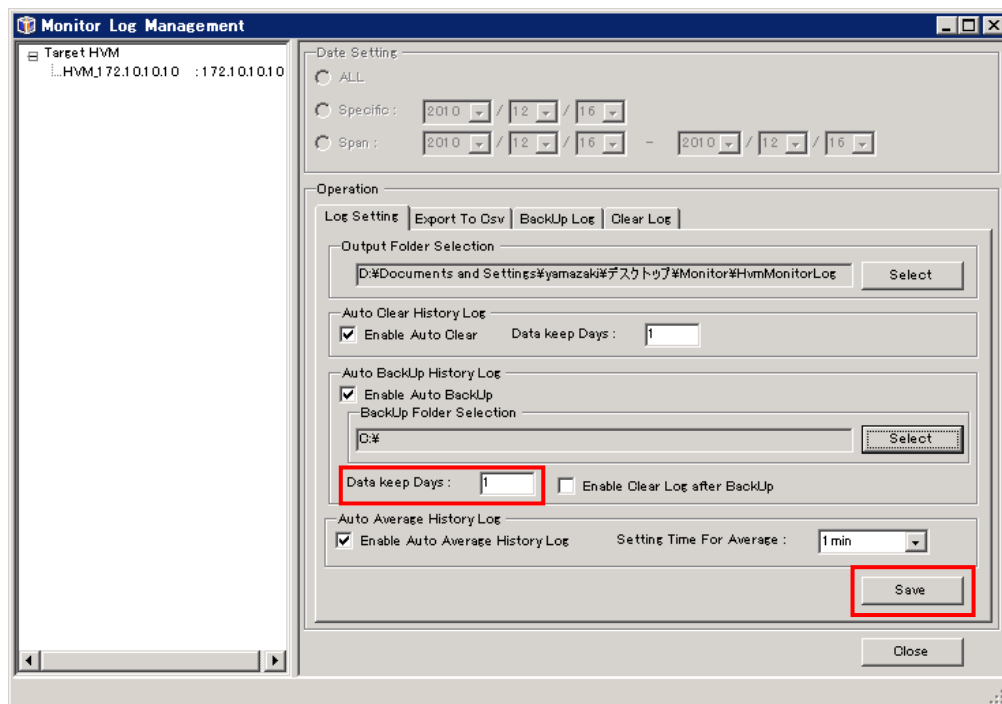 Monitor Log Management
Target HVM
HVM_172.10.10.10 : 172.10.10.10
Date Setting
ALL
Specific : 2010 / 12 / 16
Span : 2010 / 12 / 16 - 2010 / 12 / 16
Operation
Log Setting Export To Csv BackUp Log Clear Log
Output Folder Selection
D:¥Documents and Settings¥yamazaki¥デスクトップ¥Monitor¥HvmMonitorLog Select
Auto Clear History Log
Enable Auto Clear Data keep Days : 1
Auto BackUp History Log
Enable Auto BackUp
BackUp Folder Selection
C:¥ Select
Data keep Days : 1 Enable Clear Log after BackUp
Auto Average History Log
Enable Auto Average History Log Setting Time For Average : 1 min
Save
Close